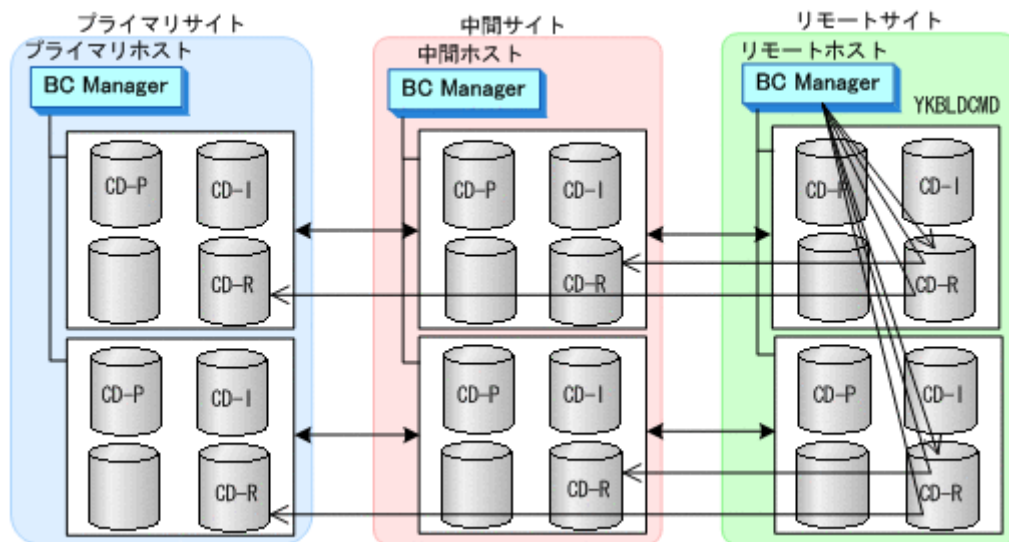 プライマリサイト
プライマリホスト
BC Manager
CD-P
CD-I
CD-R
CD-P
CD-I
CD-R
中間サイト
中間ホスト
BC Manager
CD-P
CD-I
CD-R
CD-P
CD-I
CD-R
リモートサイト
リモートホスト
BC Manager
YKBLDCMD
CD-P
CD-I
CD-R
CD-P
CD-I
CD-R